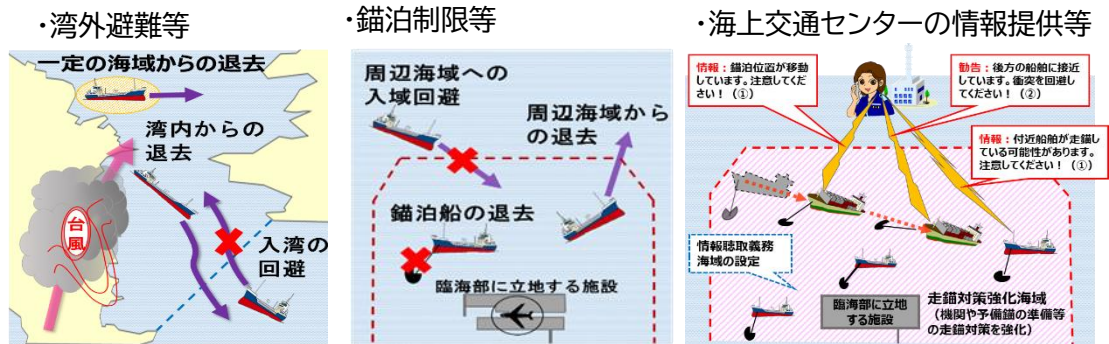 ・湾外避難等
一定の海域からの退去
湾内からの
退去
台
風
入湾の
回避
・錨泊制限等
周辺海域への
入域回避
周辺海域から
の退去
錨泊船の退去
臨海部に立地する施設
・海上交通センターの情報提供等
情報：錨泊位置が移動
しています。注意してくだ
さい！（①）
勧告：後方の船舶に接近
しています。衝突を回避し
てください！（②）
情報：付近船舶が走錨し
ている可能性があります。
注意してください！（①）
情報聴取義務
海域の設定
臨海部に立地
する施設
走錨対策強化海域
（機関や予備錨の準備等
の走錨対策を強化）